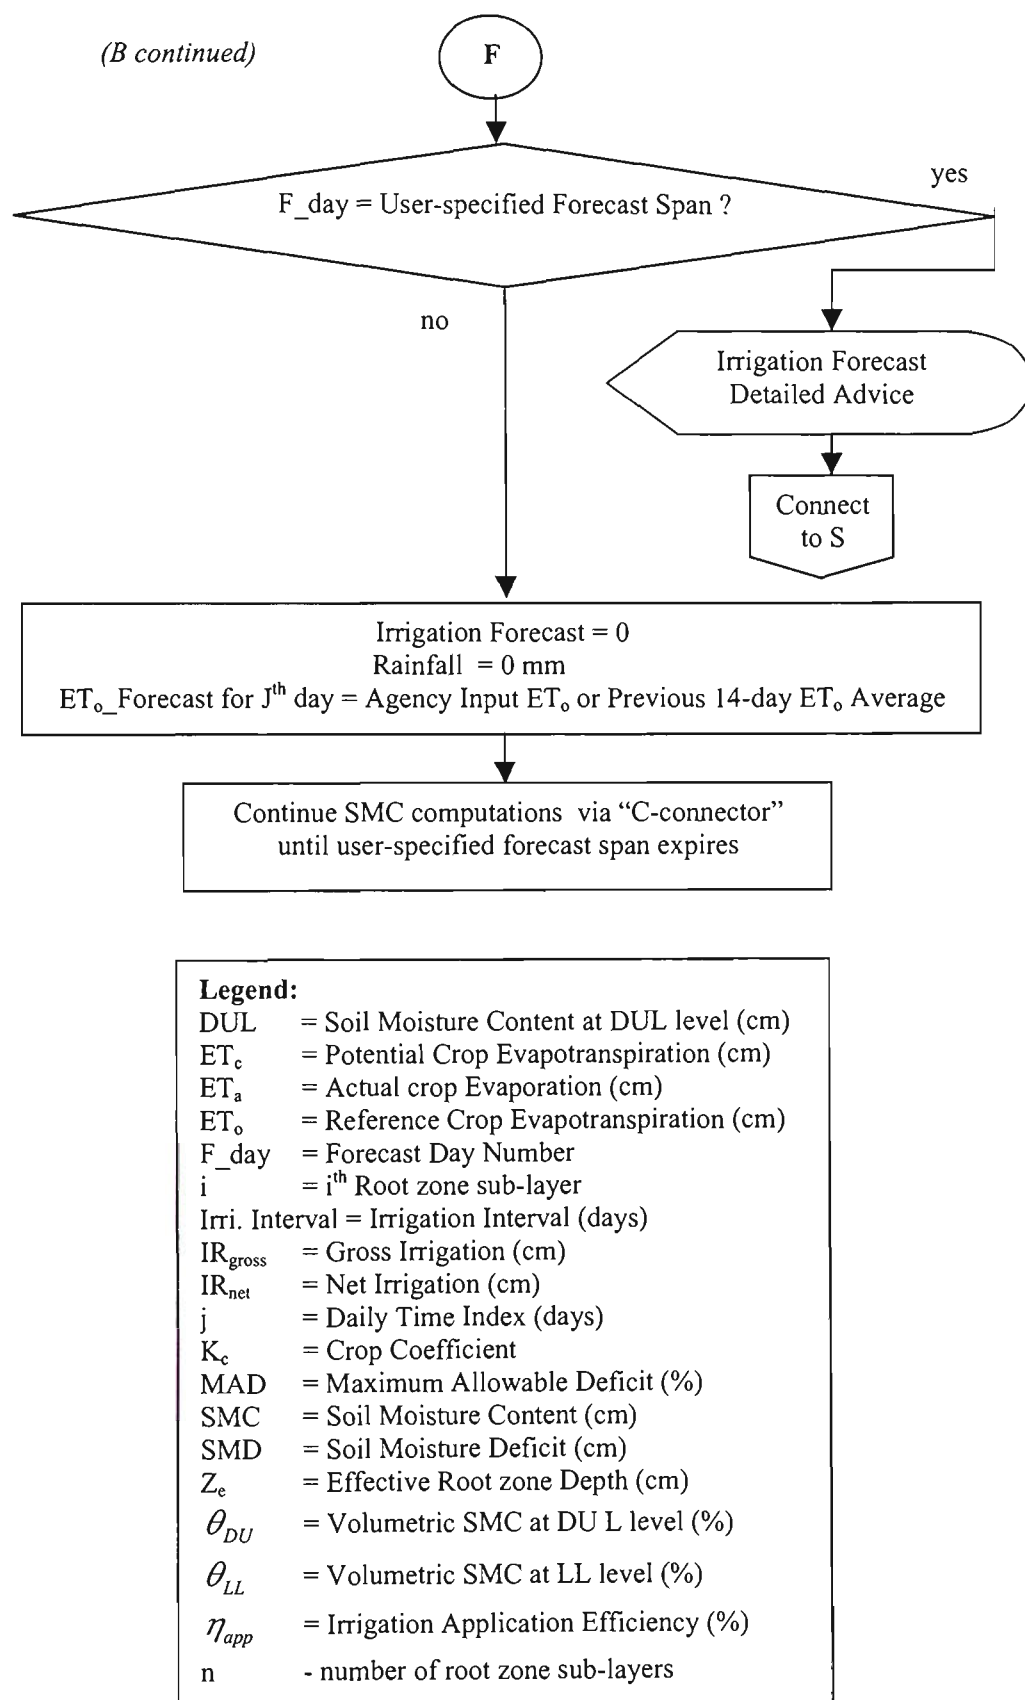 (B continued)
F
F_day = User-specified Forecast Span ?
yes
no
Irrigation Forecast
Detailed Advice
Connect
to S
Irrigation Forecast = 0
Rainfall = 0 mm
ETo_Forecast for Jth day = Agency Input ETo or Previous 14-day ETo Average
Continue SMC computations via “C-connector”
until user-specified forecast span expires
Legend:
DUL = Soil Moisture Content at DUL level (cm)
ETc = Potential Crop Evapotranspiration (cm)
ETa = Actual crop Evaporation (cm)
ETo = Reference Crop Evapotranspiration (cm)
F_day = Forecast Day Number
i = ith Root zone sub-layer
Irri. Interval = Irrigation Interval (days)
IRgross = Gross Irrigation (cm)
IRnet = Net Irrigation (cm)
j = Daily Time Index (days)
Kc = Crop Coefficient
MAD = Maximum Allowable Deficit (%)
SMC = Soil Moisture Content (cm)
SMD = Soil Moisture Deficit (cm)
Ze = Effective Root zone Depth (cm)
θDU = Volumetric SMC at DU L level (%)
θLL = Volumetric SMC at LL level (%)
ηapp = Irrigation Application Efficiency (%)
n - number of root zone sub-layers